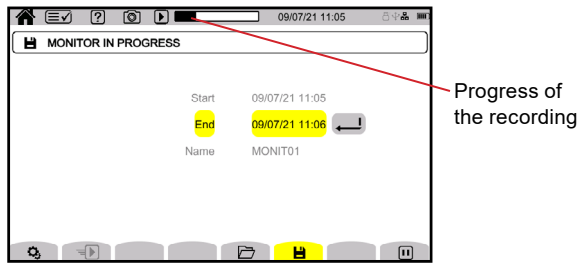 09/07/21 11:05
MONITOR IN PROGRESS
Start 09/07/21 11:05
End 09/07/21 11:06
Name MONIT01
Progress of
the recording